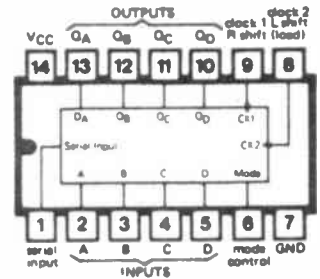 OUTPUTS
clock 2
clock 1 L shift
VCC QA QB QC QD R shift (load)
14 13 12 11 10 9 8
QA QB QC QD CK1
Serial Input
CK2
A B C D Mode
1 2 3 4 5 6 7
serial input A B C D mode control GND
INPUTS